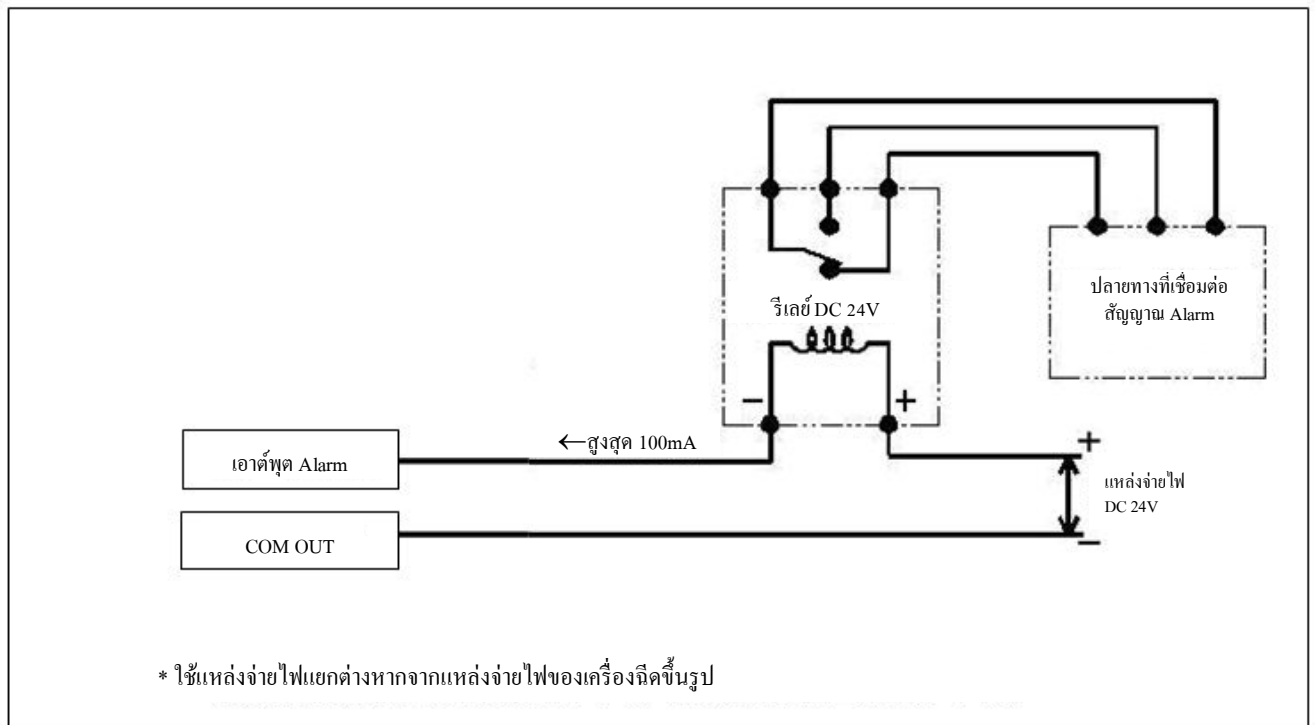 รีเลย์ DC 24V
ปลายทางที่เชื่อมต่อ
สัญญาณ Alarm
− +
←สูงสุด 100mA
เอาต์พุต Alarm
+
แหล่งจ่ายไฟ
DC 24V
−
COM OUT
* ใช้แหล่งจ่ายไฟแยกต่างหากจากแหล่งจ่ายไฟของเครื่องฉีดขึ้นรูป